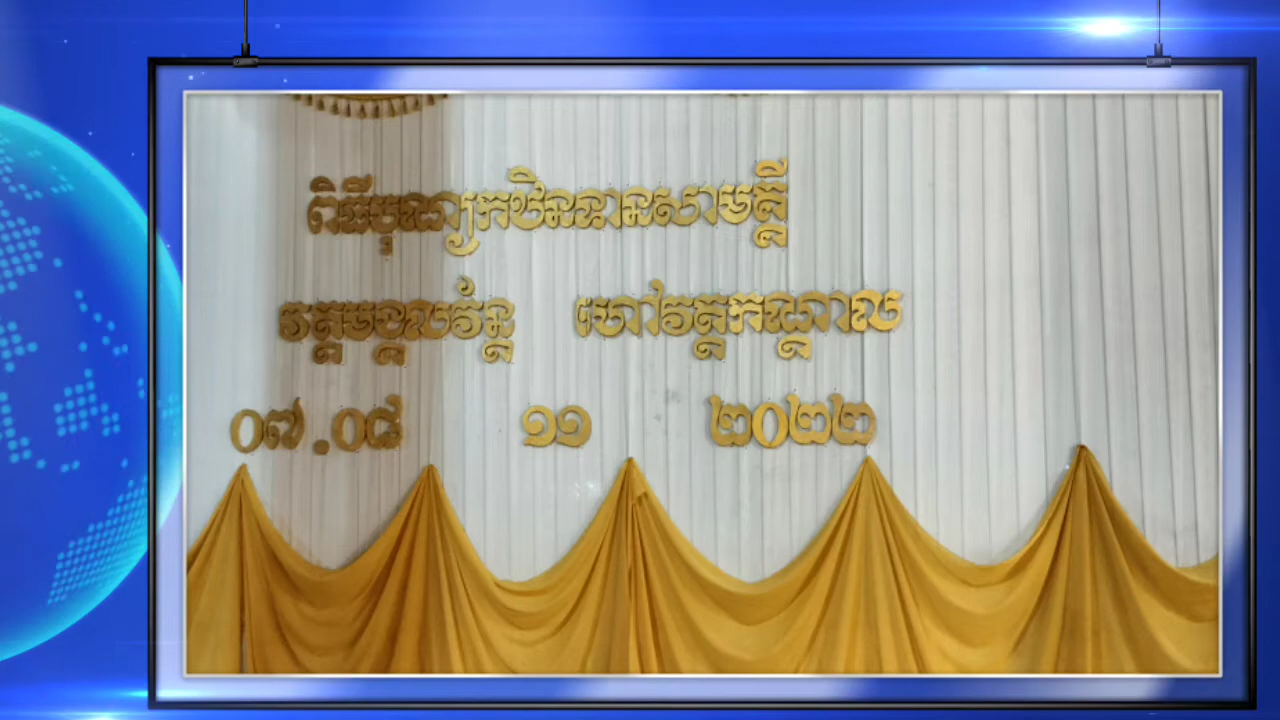 ពិធីបុណ្យកឋិនទានសាមគ្គី
វត្តមង្គលវ័ន្ត ហៅវត្តកណ្តាល
០៧.០៨ ១១ ២០២២